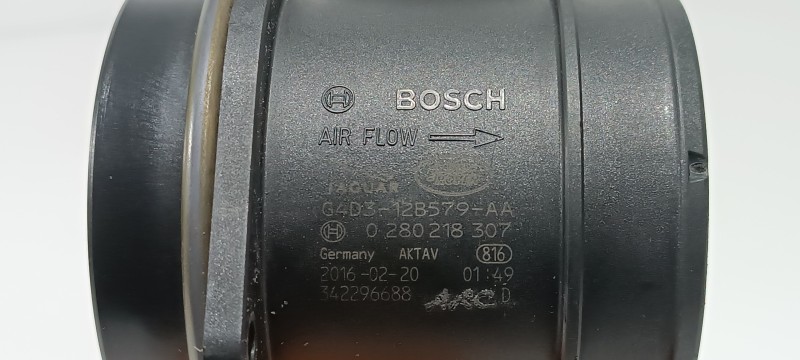 BOSCH
AIR FLOW
JAGUAR
G4D3-12B579-AA
0 280 218 307
Germany AKTAV 816
2016-02-20 01:49
342296688 D